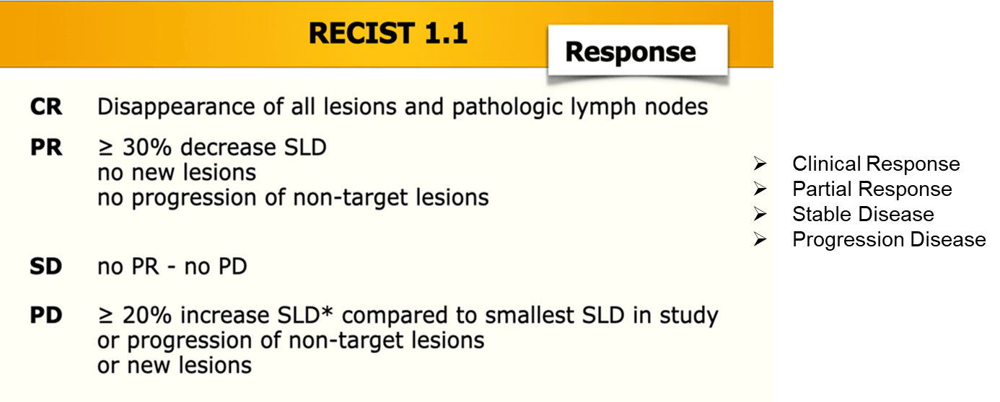 RECIST 1.1
Response
CR Disappearance of all lesions and pathologic lymph nodes
PR ≥ 30% decrease SLD
no new lesions
no progression of non-target lesions
SD no PR - no PD
PD ≥ 20% increase SLD* compared to smallest SLD in study
or progression of non-target lesions
or new lesions
➢ Clinical Response
➢ Partial Response
➢ Stable Disease
➢ Progression Disease